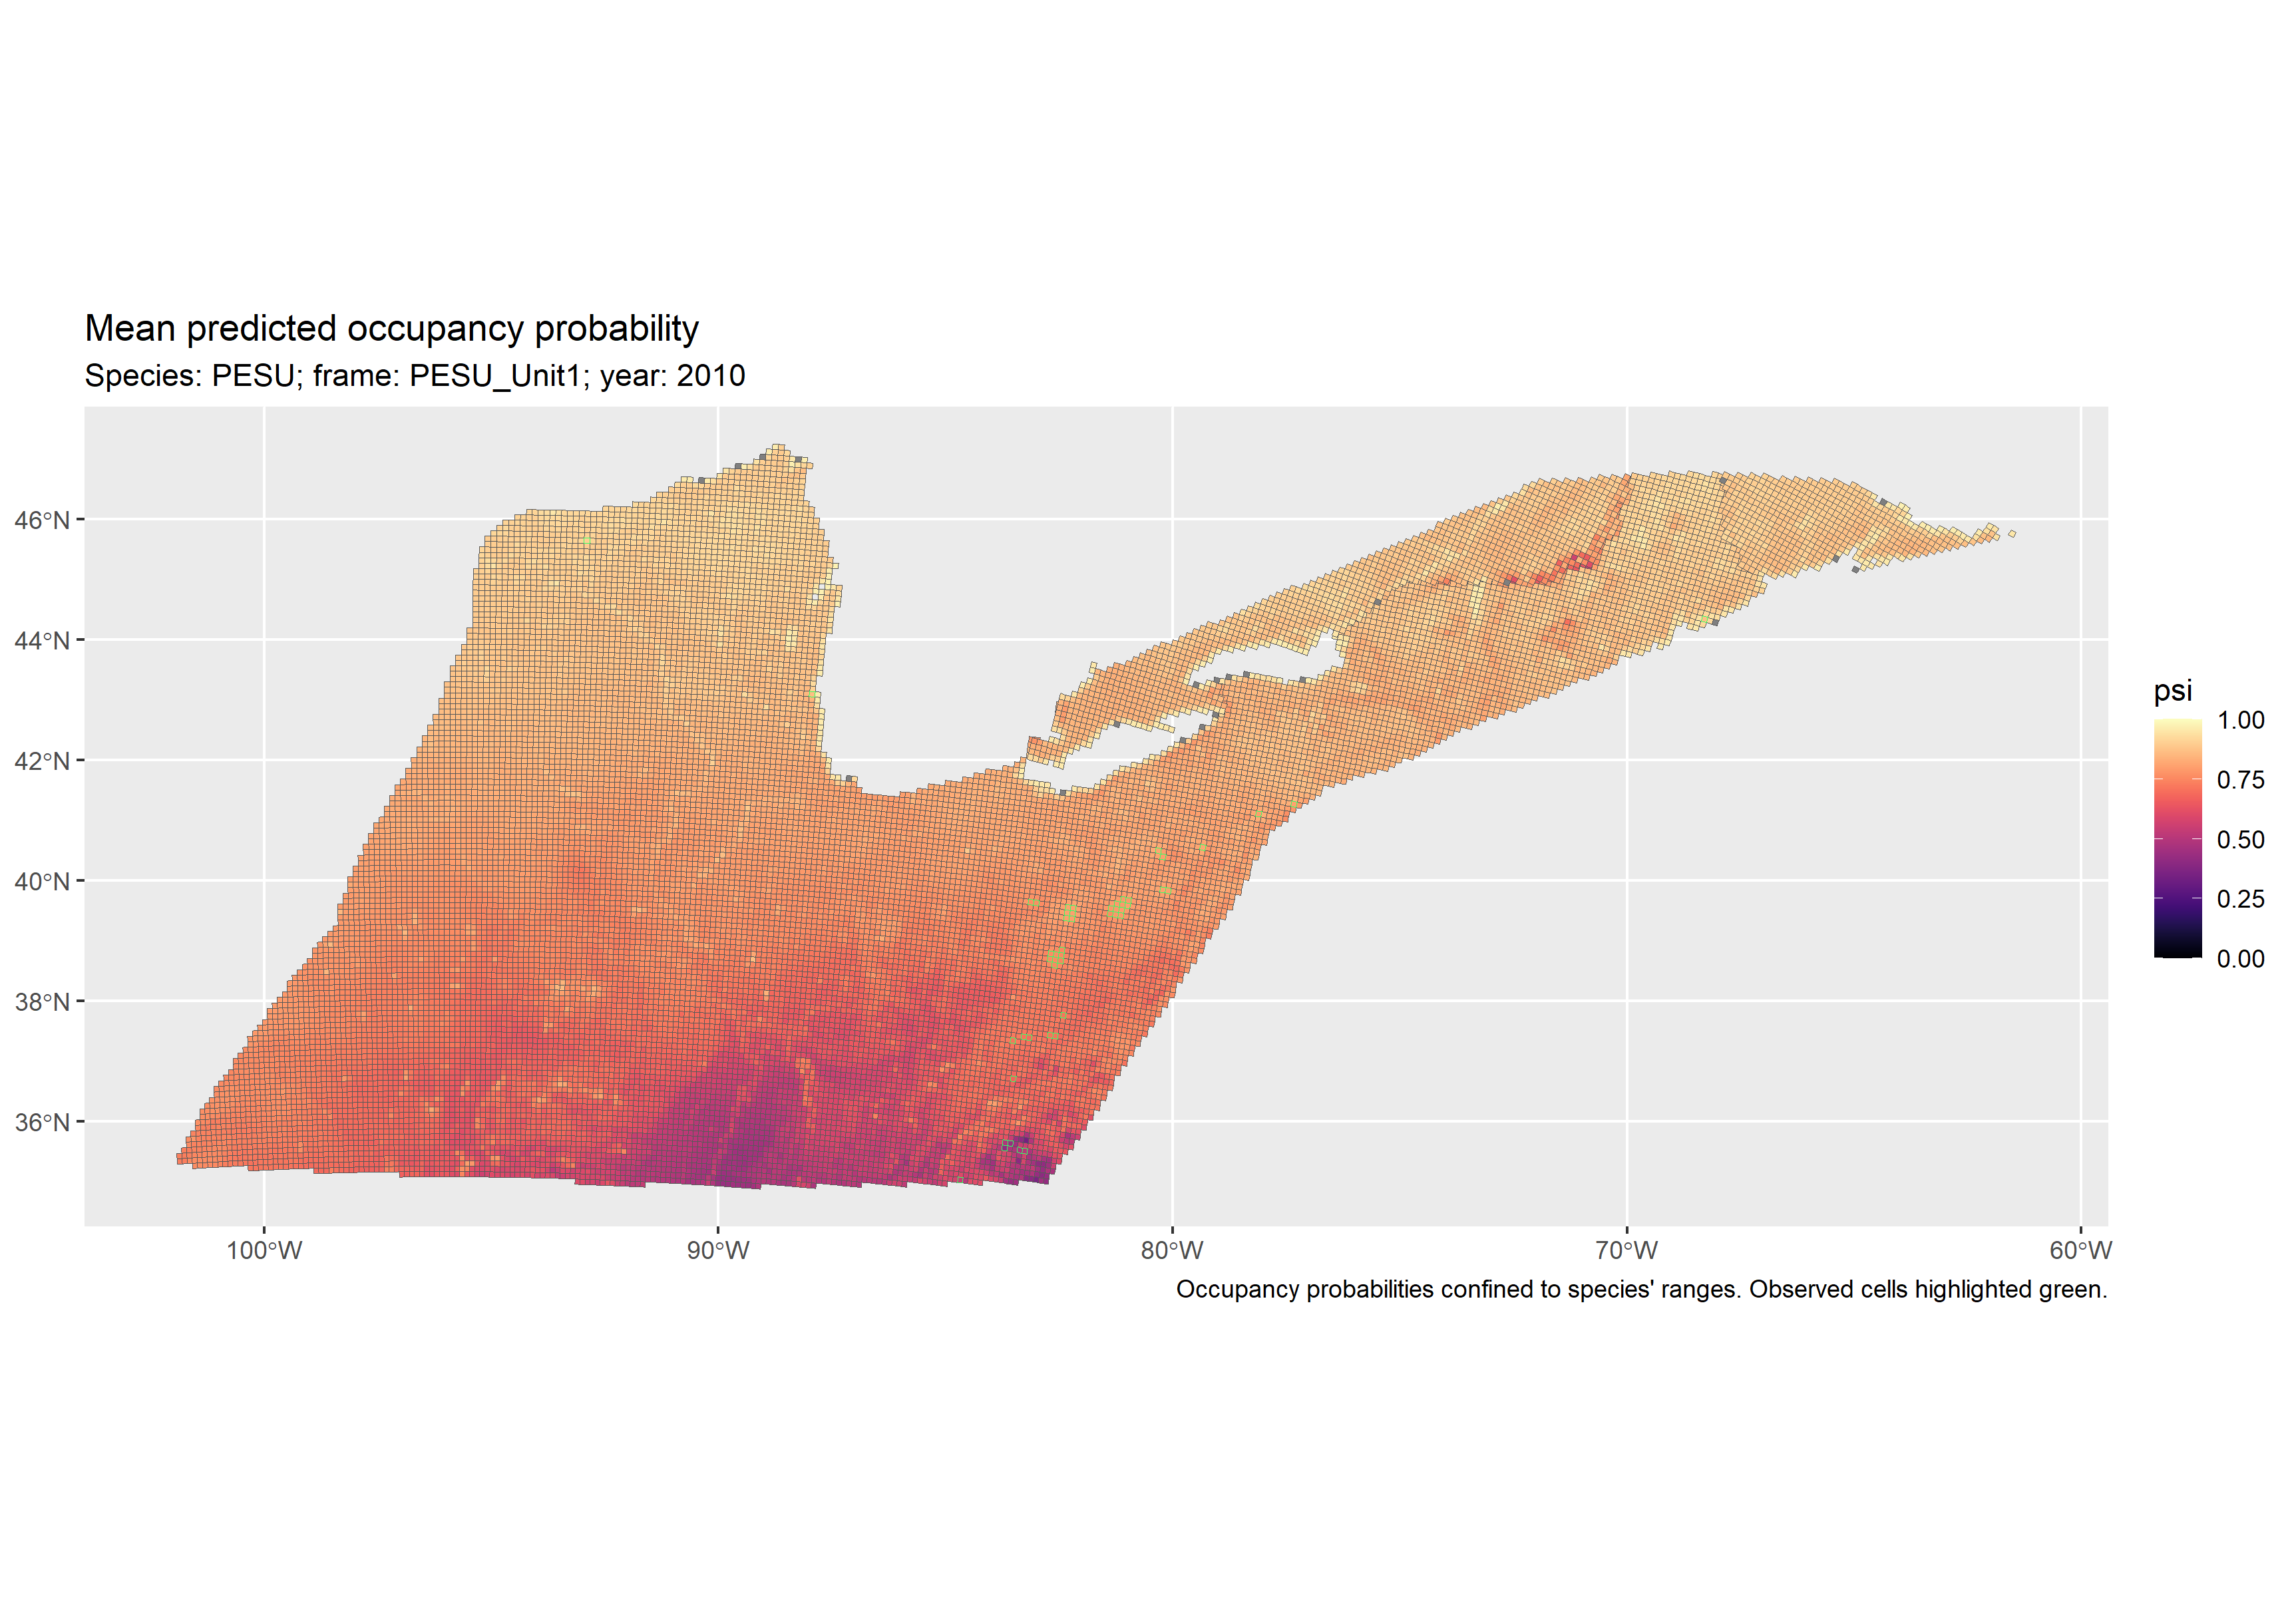 Mean predicted occupancy probability
Species: PESU; frame: PESU_Unit1; year: 2010
46°N
44°N
42°N
40°N
38°N
36°N
100°W
90°W
80°W
70°W
60°W
psi
1.00
0.75
0.50
0.25
0.00
Occupancy probabilities confined to species' ranges. Observed cells highlighted green.